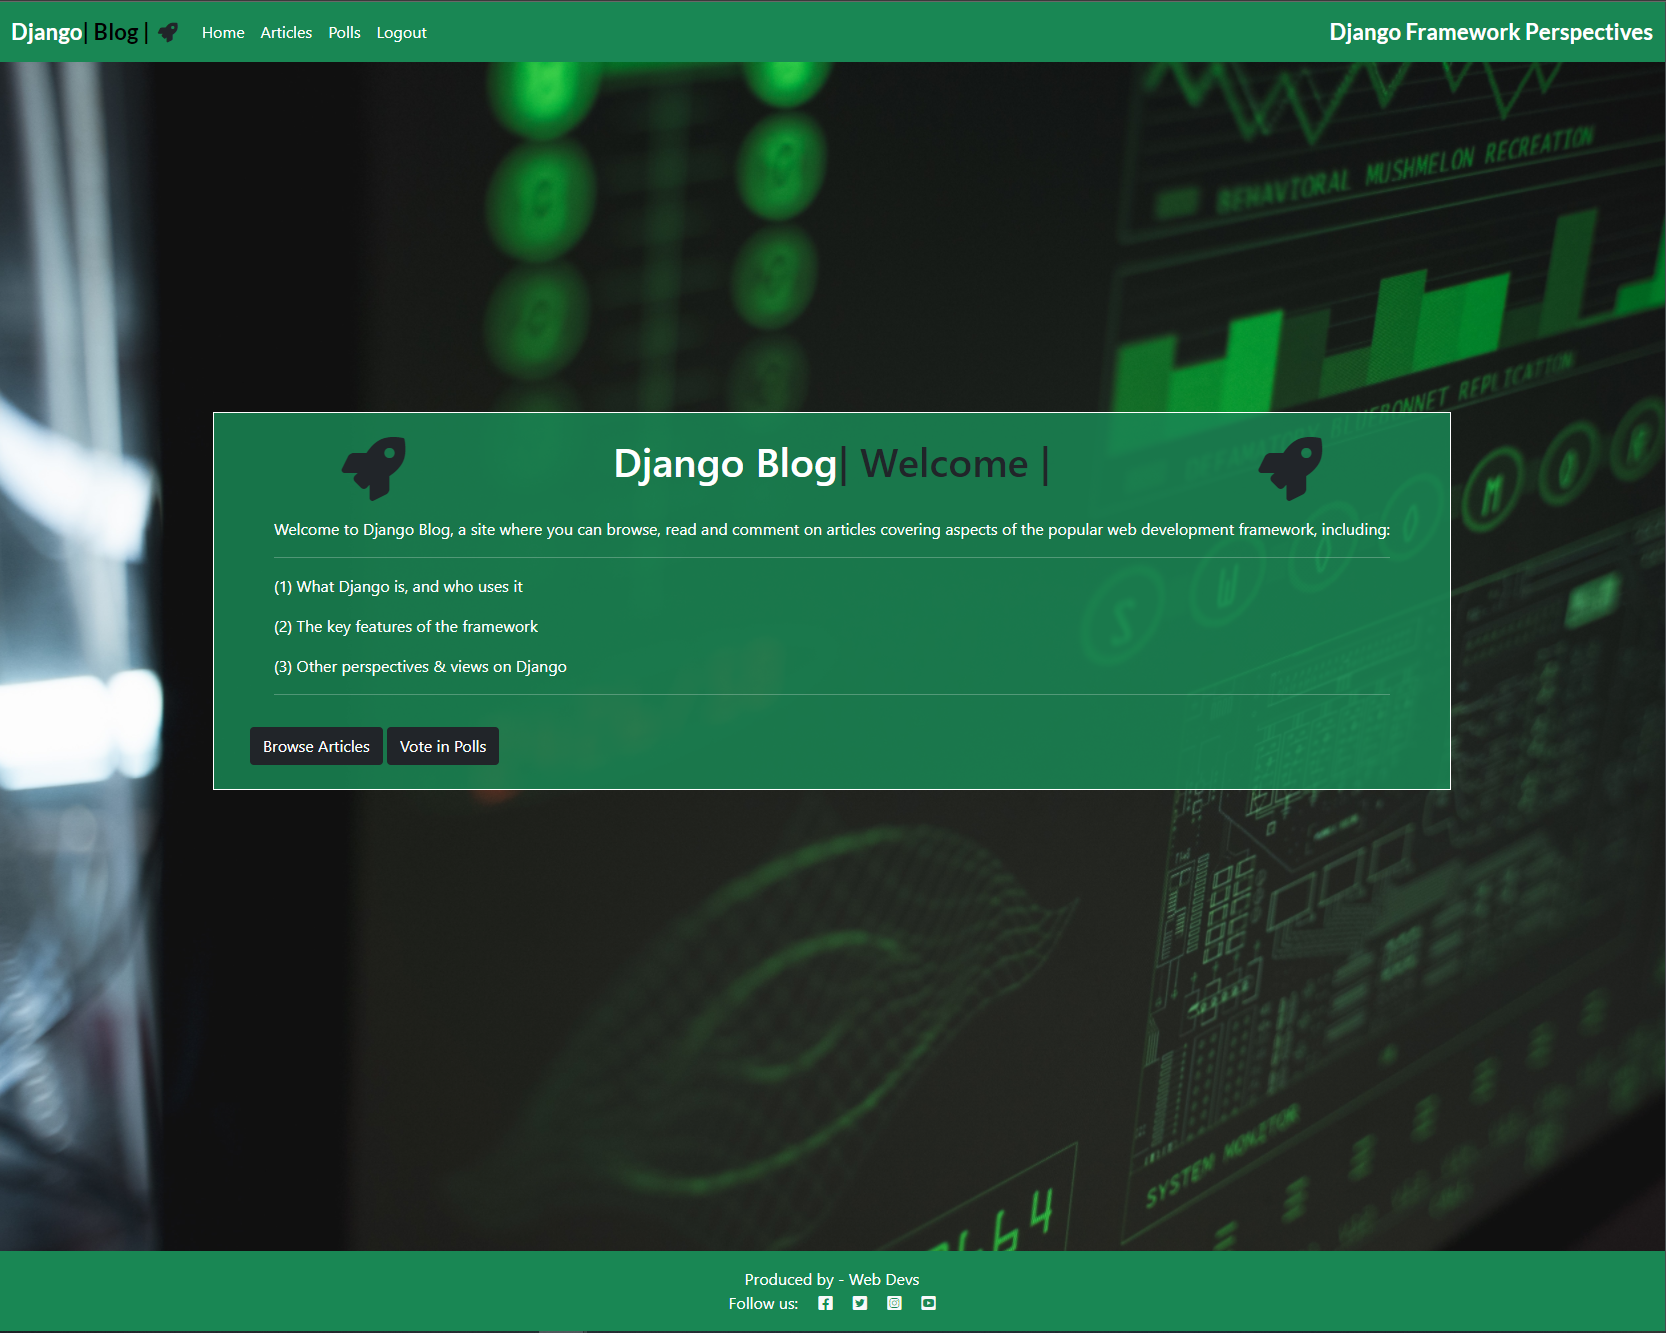 Django| Blog |
Home Articles Polls Logout
Django Framework Perspectives
BEHAVIORAL MUSHMELON RECREATION
DEFAMATORY BLUEBONNET REPLICATION
Django Blog| Welcome |
Welcome to Django Blog, a site where you can browse, read and comment on articles covering aspects of the popular web development framework, including:
(1) What Django is, and who uses it
(2) The key features of the framework
(3) Other perspectives & views on Django
Browse Articles Vote in Polls
SYSTEM MONITOR
64
Produced by - Web Devs
Follow us: